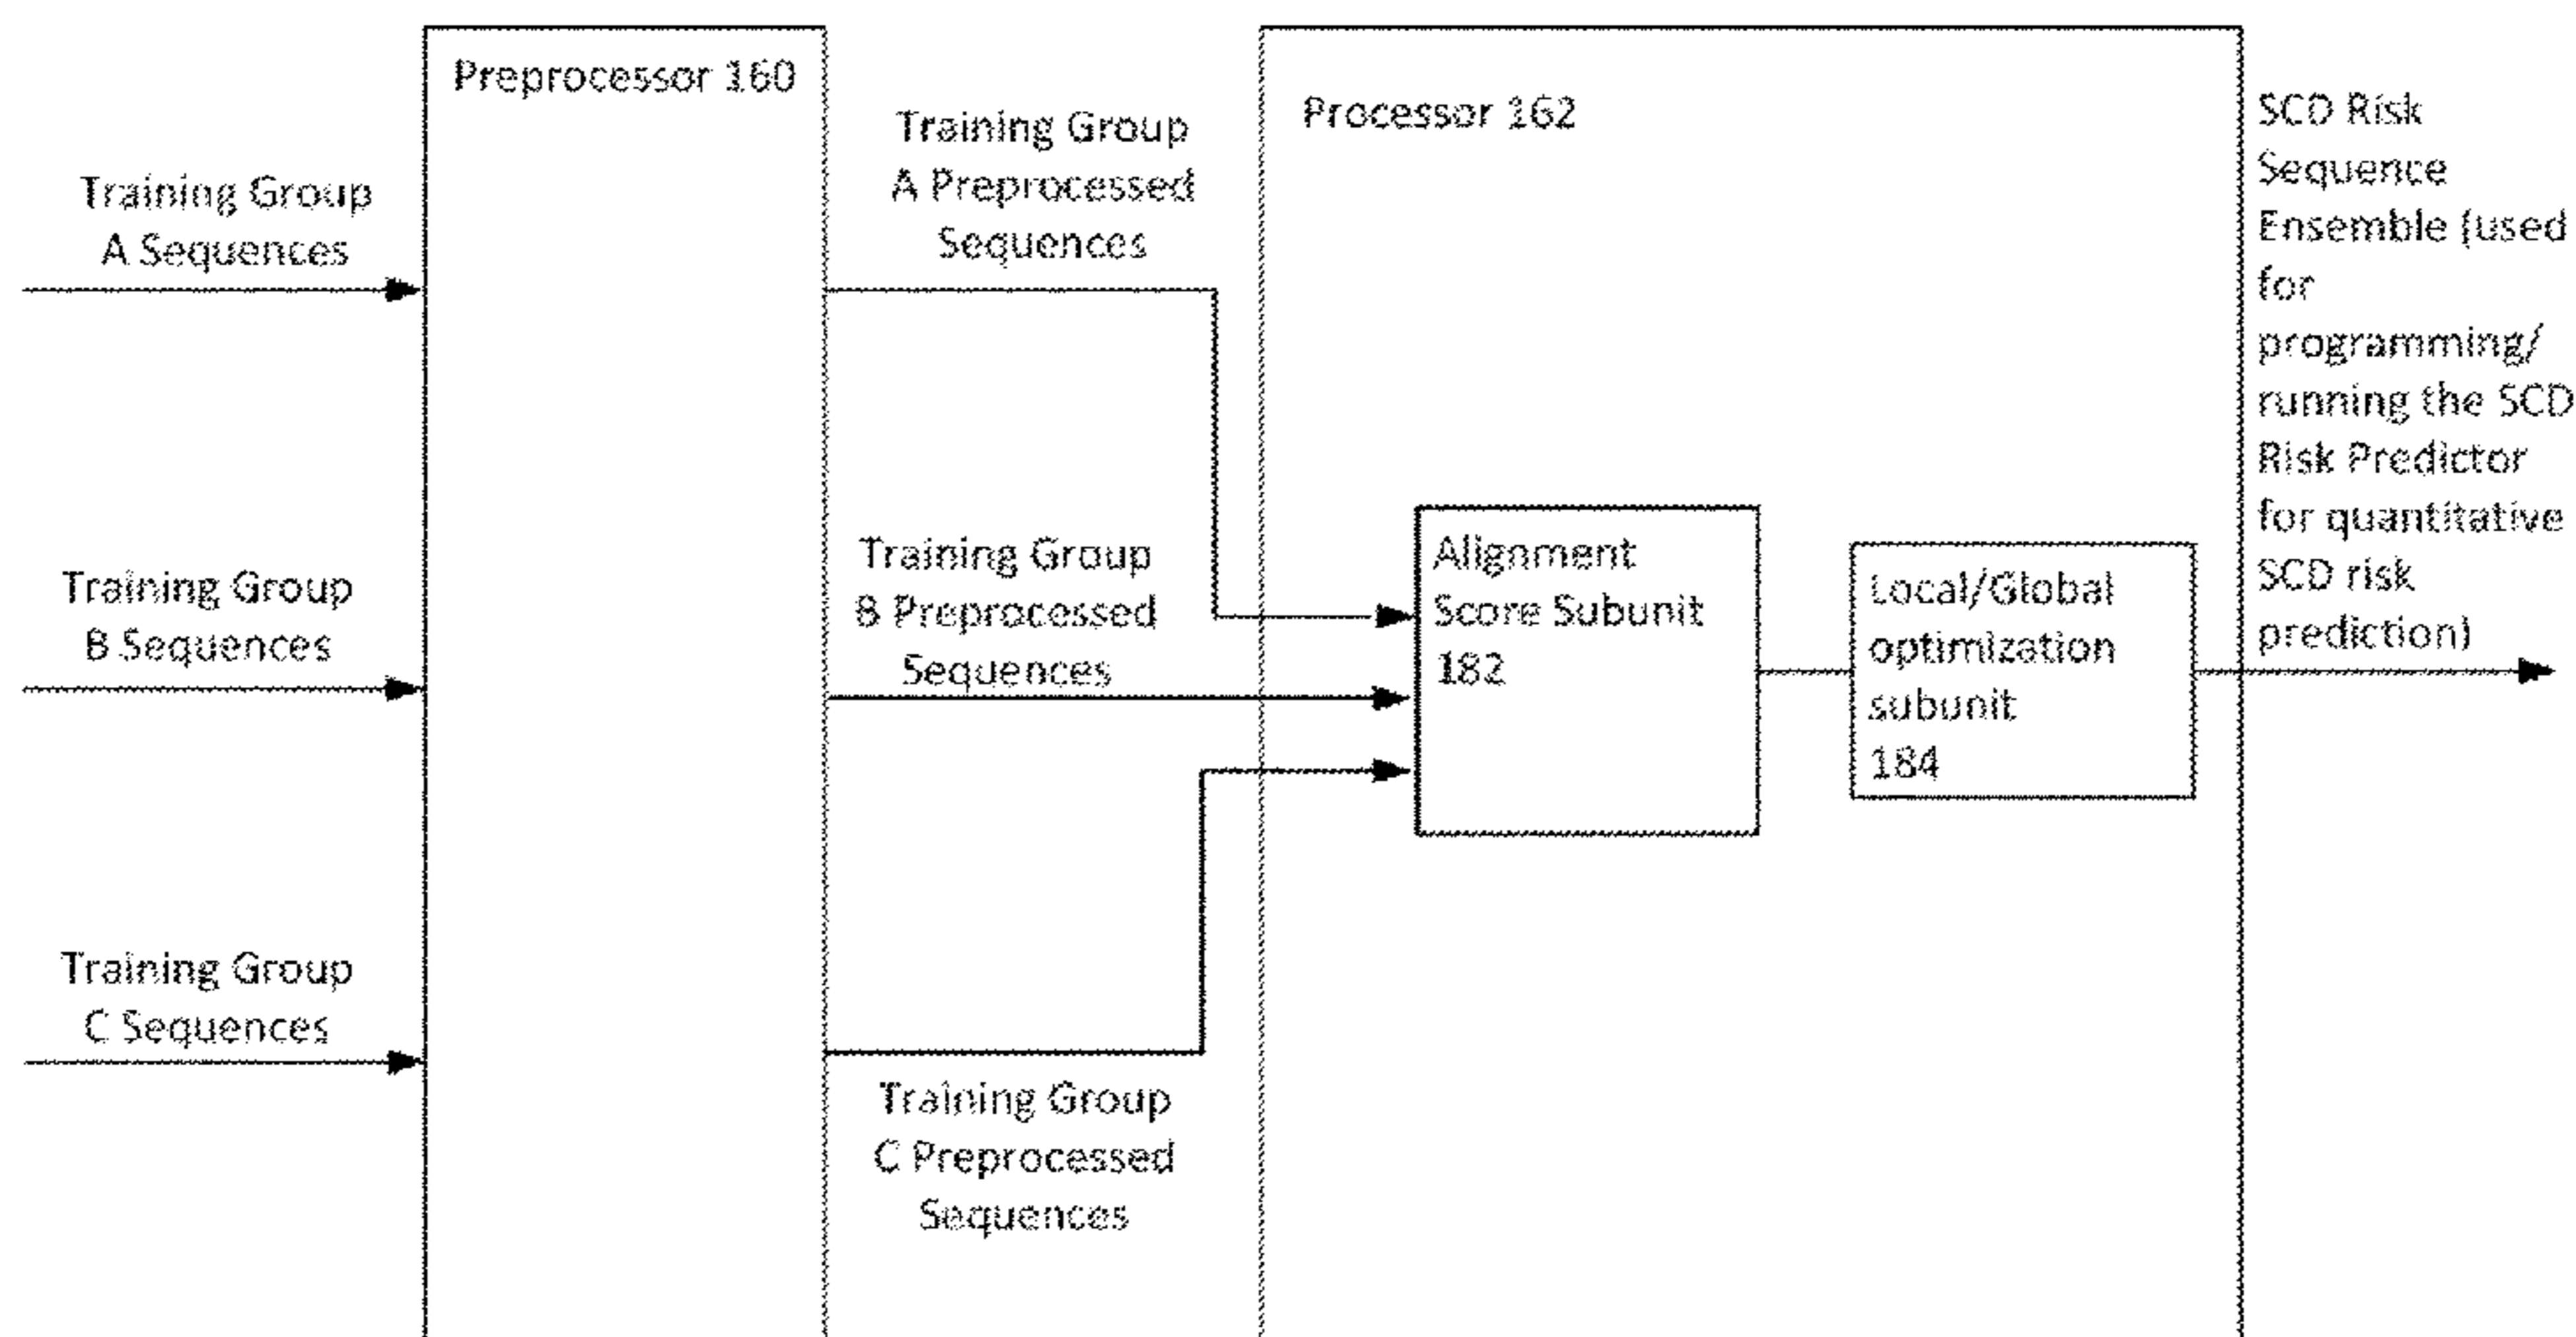 Preprocessor 160
Training Group
A Sequences
Training Group
B Sequences
Training Group
C Sequences
Training Group
A Preprocessed
Sequences
Training Group
B Preprocessed
Sequences
Training Group
C Preprocessed
Sequences
Processor 162
Alignment
Score Subunit
182
Local/Global
optimization
subunit
184
SCD Risk
Sequence
Ensemble (used
for
programming/
running the SCD
Risk Predictor
for quantitative
SCD risk
prediction)